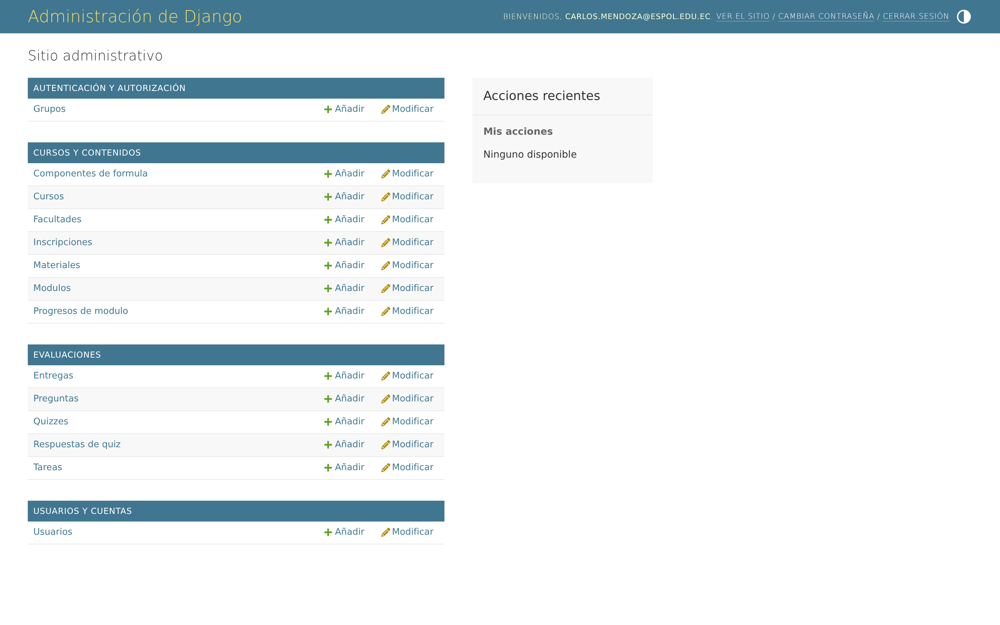 Administración de Django
BIENVENIDOS, CARLOS.MENDOZA@ESPOL.EDU.EC. VER EL SITIO / CAMBIAR CONTRASEÑA / CERRAR SESIÓN
Sitio administrativo
AUTENTICACIÓN Y AUTORIZACIÓN
Grupos Añadir Modificar
CURSOS Y CONTENIDOS
Componentes de formula Añadir Modificar
Cursos Añadir Modificar
Facultades Añadir Modificar
Inscripciones Añadir Modificar
Materiales Añadir Modificar
Modulos Añadir Modificar
Progresos de modulo Añadir Modificar
EVALUACIONES
Entregas Añadir Modificar
Preguntas Añadir Modificar
Quizzes Añadir Modificar
Respuestas de quiz Añadir Modificar
Tareas Añadir Modificar
USUARIOS Y CUENTAS
Usuarios Añadir Modificar
Acciones recientes
Mis acciones
Ninguno disponible